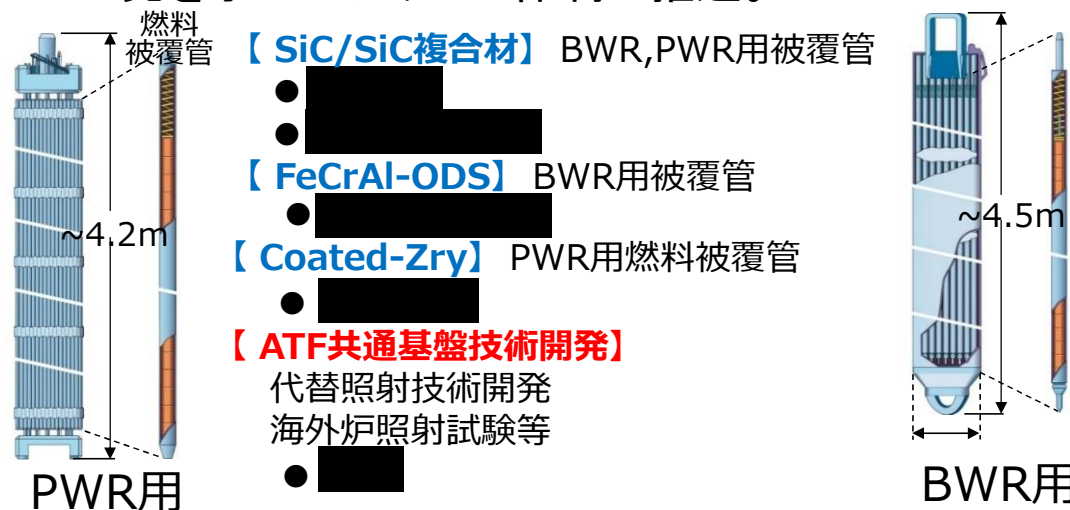 燃料
被覆管
【 SiC/SiC複合材】 BWR,PWR用被覆管
●
●
【 FeCrAl-ODS】 BWR用被覆管
●
~4.2m
~4.5m
【 Coated-Zry】 PWR用燃料被覆管
●
【 ATF共通基盤技術開発】
代替照射技術開発
海外炉照射試験等
●
PWR用
BWR用